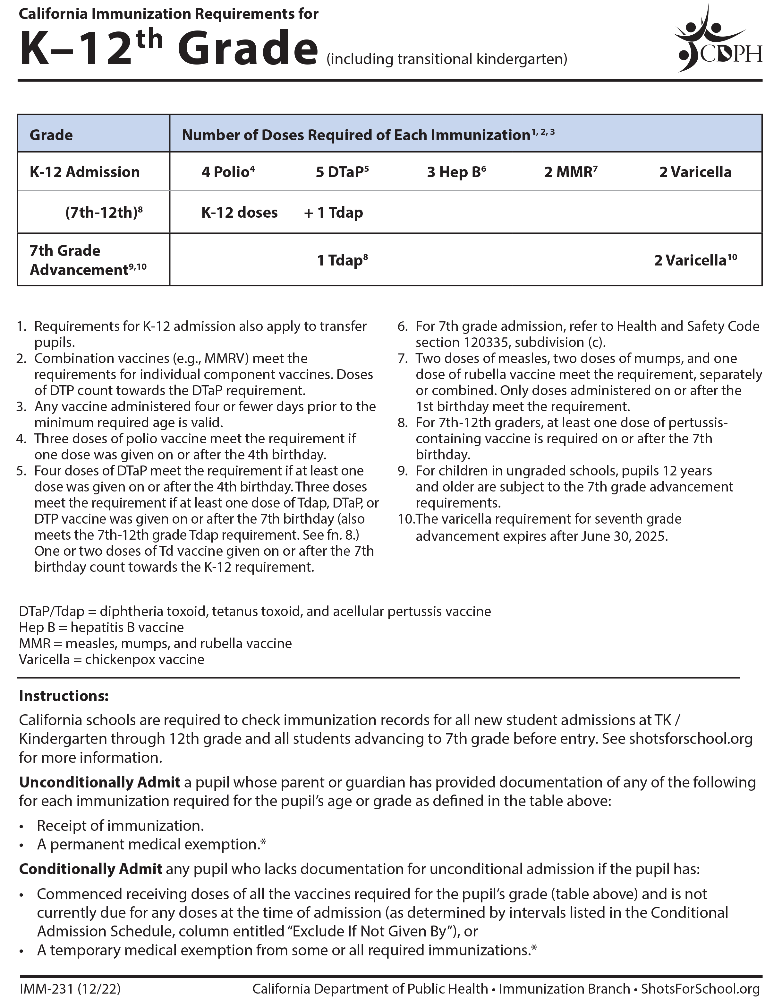 California Immunization Requirements for
K–12th Grade (including transitional kindergarten)
CDPH
Grade
Number of Doses Required of Each Immunization1, 2, 3
K-12 Admission
4 Polio4
5 DTaP5
3 Hep B6
2 MMR7
2 Varicella
(7th-12th)8
K-12 doses
+ 1 Tdap
7th Grade
Advancement9,10
1 Tdap8
2 Varicella10
1. Requirements for K-12 admission also apply to transfer
pupils.
2. Combination vaccines (e.g., MMRV) meet the
requirements for individual component vaccines. Doses
of DTP count towards the DTaP requirement.
3. Any vaccine administered four or fewer days prior to the
minimum required age is valid.
4. Three doses of polio vaccine meet the requirement if
one dose was given on or after the 4th birthday.
5. Four doses of DTaP meet the requirement if at least one
dose was given on or after the 4th birthday. Three doses
meet the requirement if at least one dose of Tdap, DTaP, or
DTP vaccine was given on or after the 7th birthday (also
meets the 7th-12th grade Tdap requirement. See fn. 8.)
One or two doses of Td vaccine given on or after the 7th
birthday count towards the K-12 requirement.
6. For 7th grade admission, refer to Health and Safety Code
section 120335, subdivision (c).
7. Two doses of measles, two doses of mumps, and one
dose of rubella vaccine meet the requirement, separately
or combined. Only doses administered on or after the
1st birthday meet the requirement.
8. For 7th-12th graders, at least one dose of pertussis-
containing vaccine is required on or after the 7th
birthday.
9. For children in ungraded schools, pupils 12 years
and older are subject to the 7th grade advancement
requirements.
10.The varicella requirement for seventh grade
advancement expires after June 30, 2025.
DTaP/Tdap = diphtheria toxoid, tetanus toxoid, and acellular pertussis vaccine
Hep B = hepatitis B vaccine
MMR = measles, mumps, and rubella vaccine
Varicella = chickenpox vaccine
Instructions:
California schools are required to check immunization records for all new student admissions at TK /
Kindergarten through 12th grade and all students advancing to 7th grade before entry. See shotsforschool.org
for more information.
Unconditionally Admit a pupil whose parent or guardian has provided documentation of any of the following
for each immunization required for the pupil’s age or grade as defined in the table above:
• Receipt of immunization.
• A permanent medical exemption.*
Conditionally Admit any pupil who lacks documentation for unconditional admission if the pupil has:
• Commenced receiving doses of all the vaccines required for the pupil’s grade (table above) and is not
currently due for any doses at the time of admission (as determined by intervals listed in the Conditional
Admission Schedule, column entitled “Exclude If Not Given By”), or
• A temporary medical exemption from some or all required immunizations.*
IMM-231 (12/22)
California Department of Public Health • Immunization Branch • ShotsForSchool.org